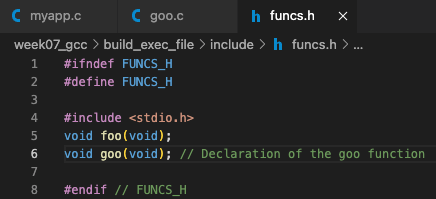 myapp.c goo.c funcs.h
week07_gcc > build_exec_file > include > funcs.h > ...
1 #ifndef FUNCS_H
2 #define FUNCS_H
3
4 #include <stdio.h>
5 void foo(void);
6 void goo(void); // Declaration of the goo function
7
8 #endif // FUNCS_H